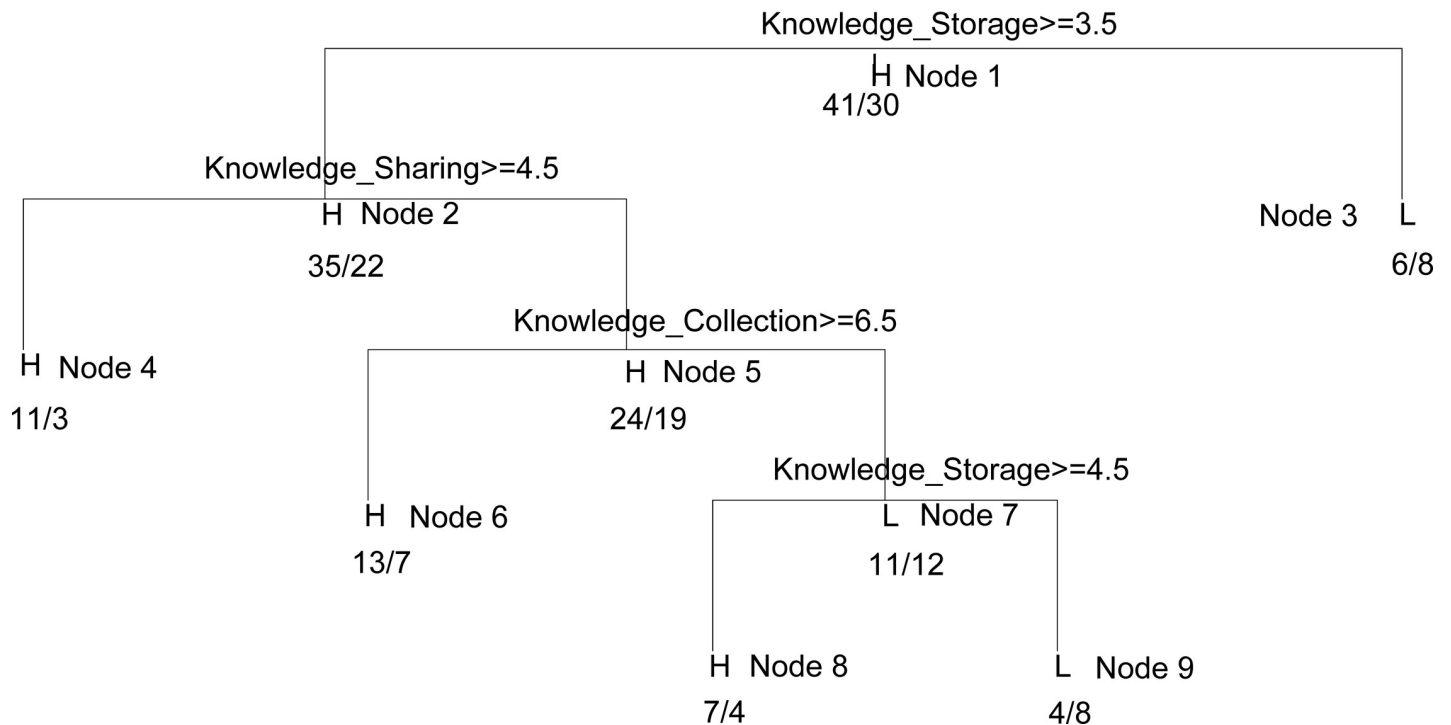 Knowledge_Storage>=3.5
H Node 1
41/30
Knowledge_Sharing>=4.5
H Node 2
35/22
Node 3 L
6/8
Knowledge_Collection>=6.5
H Node 4
11/3
H Node 5
24/19
Knowledge_Storage>=4.5
H Node 6
13/7
L Node 7
11/12
H Node 8
7/4
L Node 9
4/8